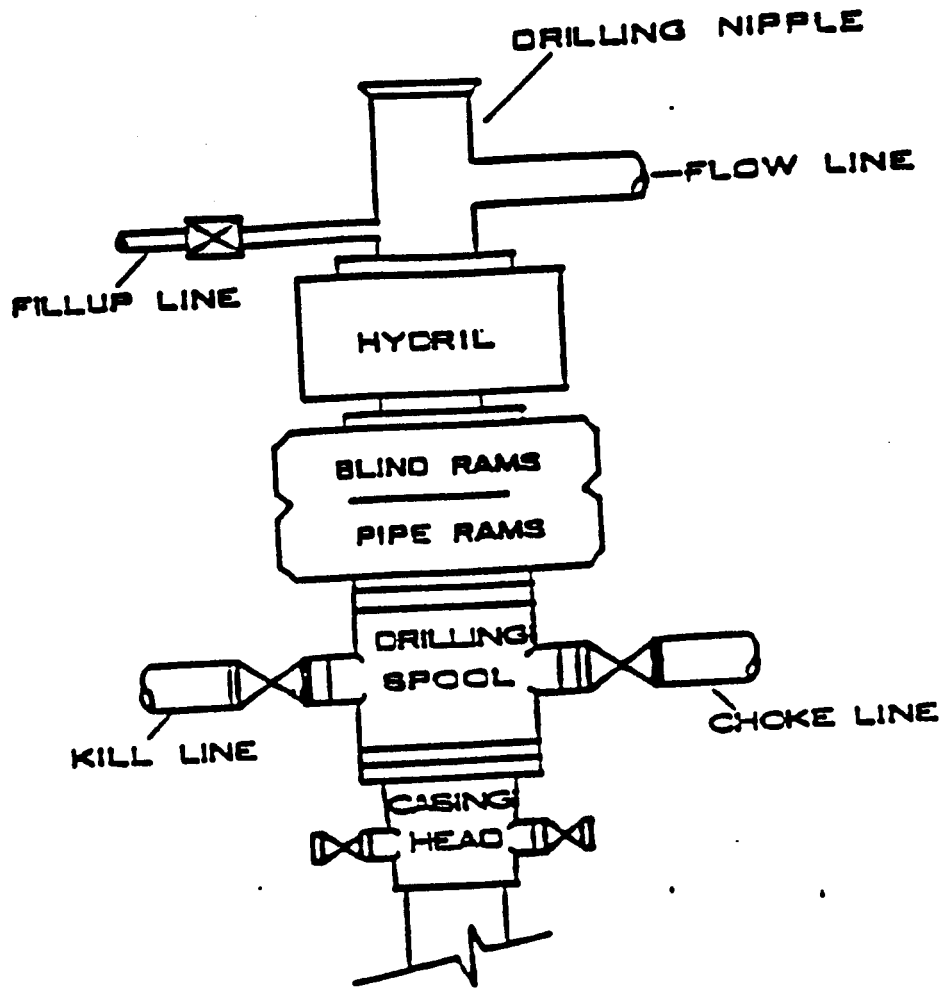 DRILLING NIPPLE
FLOW LINE
FILLUP LINE
HYDRIL
BLIND RAMS
PIPE RAMS
DRILLING
SPOOL
KILL LINE
CHOKE LINE
CASING
HEAD